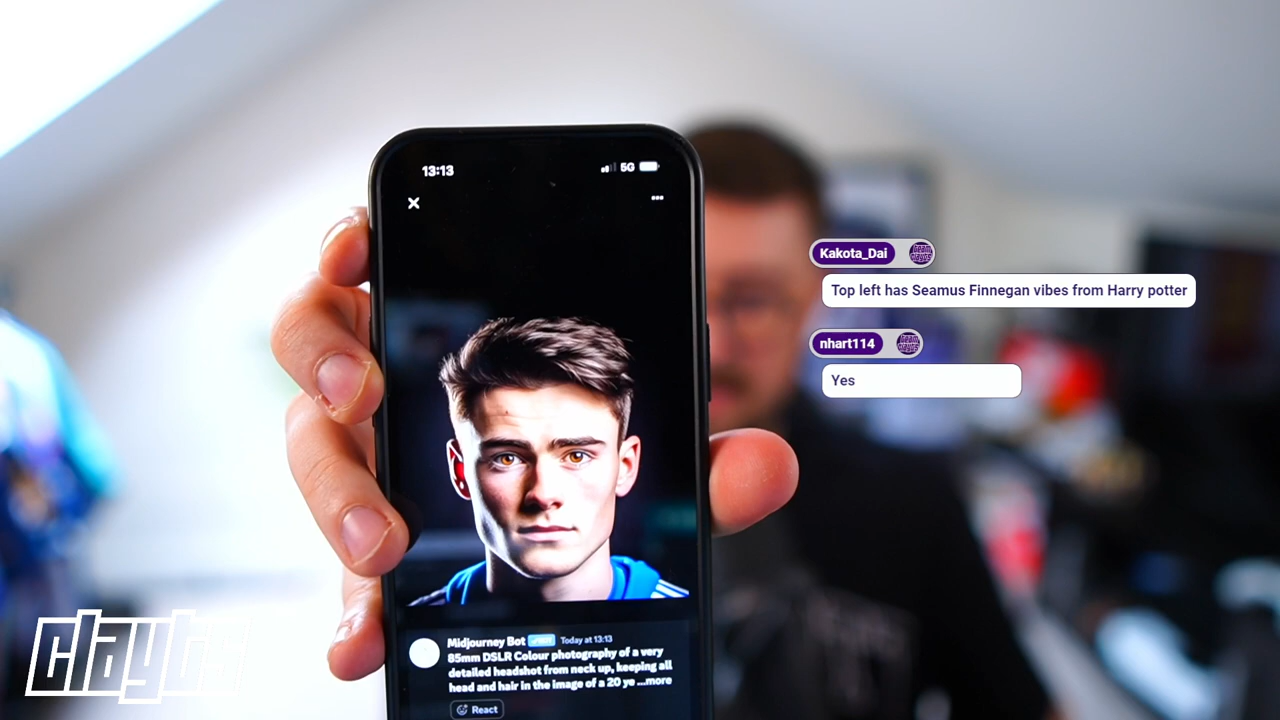 13:13
5G
Kakota_Dai
Top left has Seamus Finnegan vibes from Harry potter
nhart114
Yes
Midjourney Bot
Today at 13:13
85mm DSLR Colour photography of a very
detailed headshot from neck up, keeping all
head and hair in the image of a 20 ye ...more
React
clayts